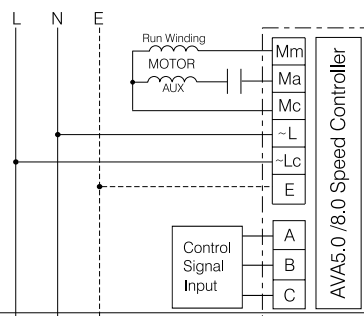 L N E
Run Winding
MOTOR
AUX
Mm
Ma
Mc
~L
~Lc
E
A
B
C
Control
Signal
Input
AVA5.0 /8.0 Speed Controller